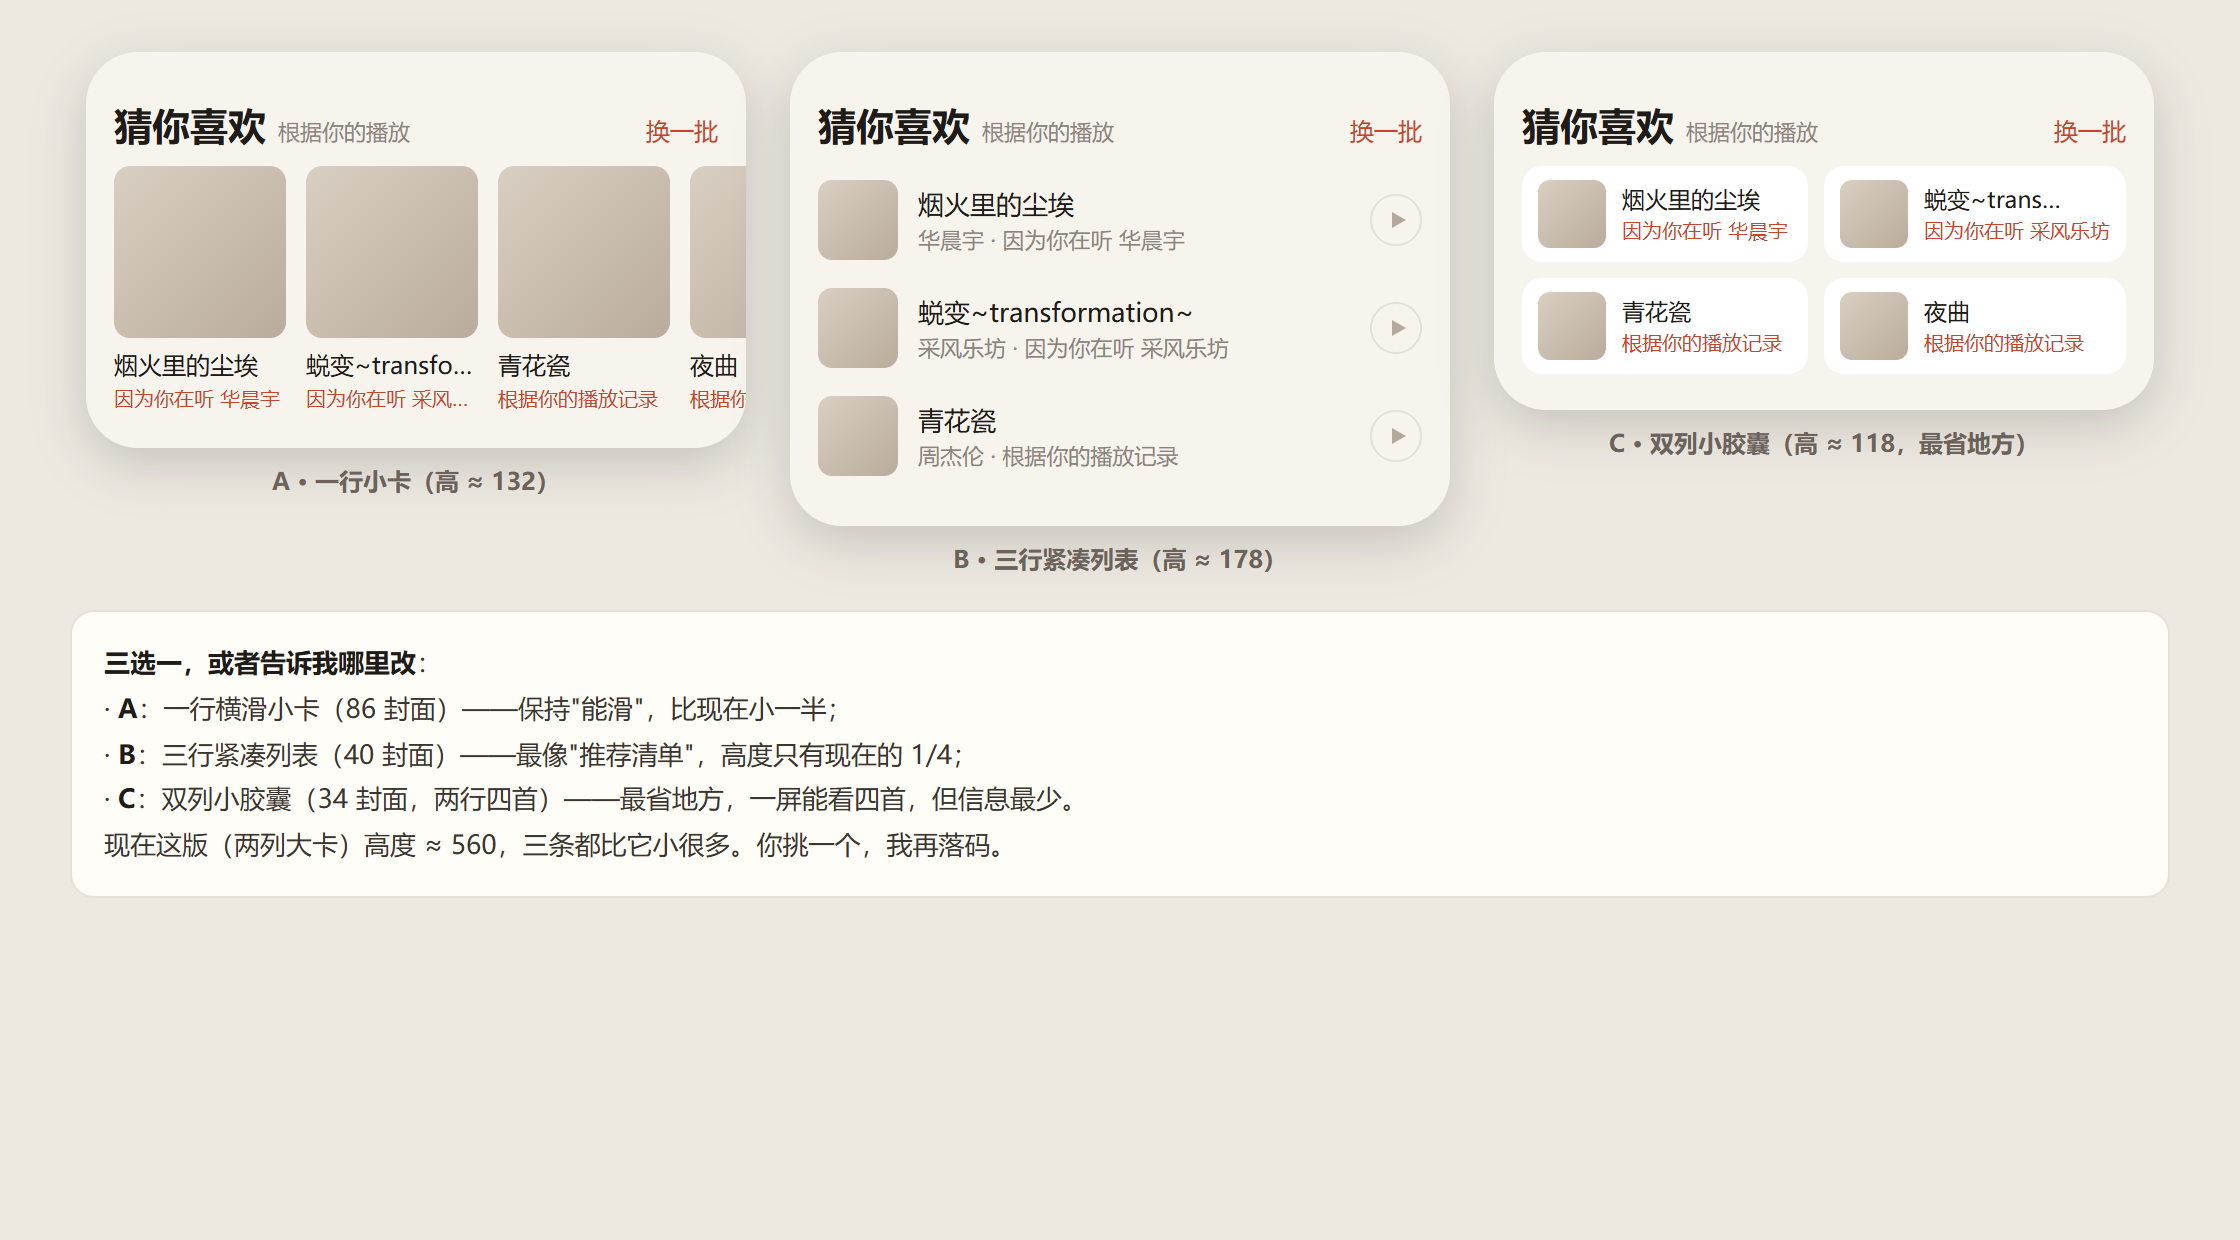 猜你喜欢 根据你的播放 换一批
烟火里的尘埃
因为你在听 华晨宇
蜕变~transfo...
因为你在听 采风...
青花瓷
根据你的播放记录
夜曲
根据你
A • 一行小卡（高 ≈ 132）
猜你喜欢 根据你的播放 换一批
烟火里的尘埃
华晨宇 · 因为你在听 华晨宇
蜕变~transformation~
采风乐坊 · 因为你在听 采风乐坊
青花瓷
周杰伦 · 根据你的播放记录
B • 三行紧凑列表（高 ≈ 178）
猜你喜欢 根据你的播放 换一批
烟火里的尘埃
因为你在听 华晨宇
蜕变~trans...
因为你在听 采风乐坊
青花瓷
根据你的播放记录
夜曲
根据你的播放记录
C • 双列小胶囊（高 ≈ 118，最省地方）
三选一，或者告诉我哪里改：
· A：一行横滑小卡（86 封面）——保持"能滑"，比现在小一半；
· B：三行紧凑列表（40 封面）——最像"推荐清单"，高度只有现在的 1/4；
· C：双列小胶囊（34 封面，两行四首）——最省地方，一屏能看四首，但信息最少。
现在这版（两列大卡）高度 ≈ 560，三条都比它小很多。你挑一个，我再落码。